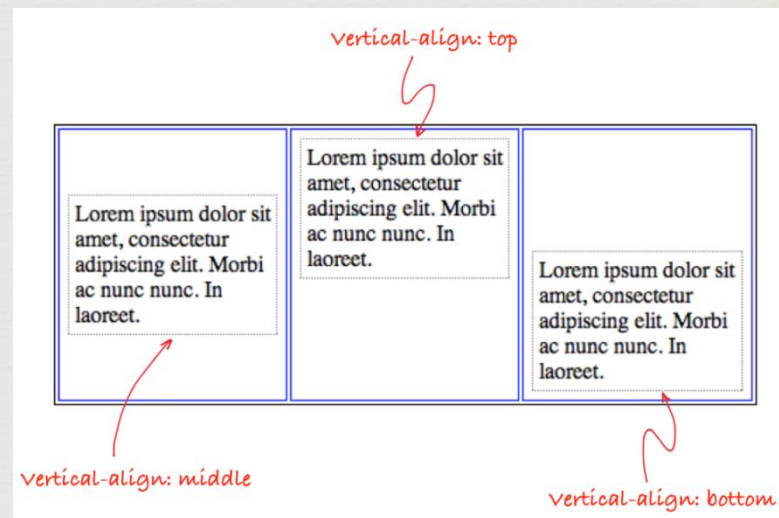 Vertical-align: top
Lorem ipsum dolor sit
amet, consectetur
adipiscing elit. Morbi
ac nunc nunc. In
laoreet.
Lorem ipsum dolor sit
amet, consectetur
adipiscing elit. Morbi
ac nunc nunc. In
laoreet.
Lorem ipsum dolor sit
amet, consectetur
adipiscing elit. Morbi
ac nunc nunc. In
laoreet.
Vertical-align: middle
Vertical-align: bottom